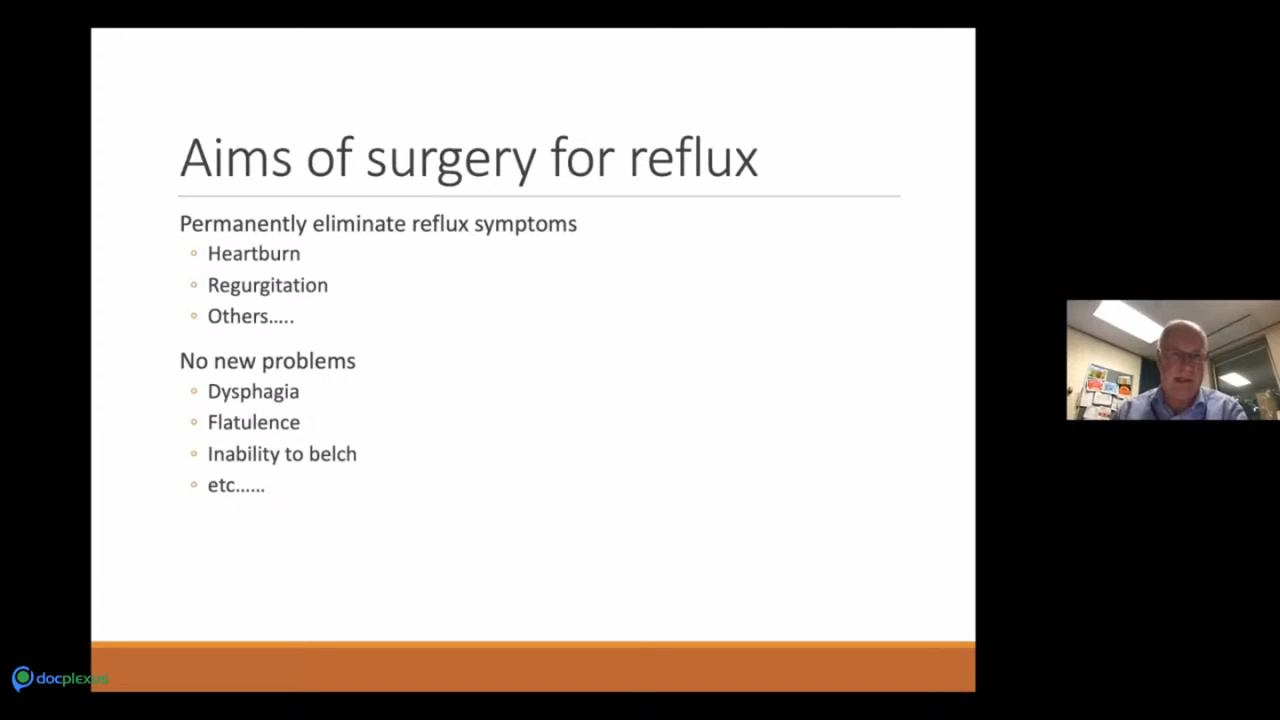 Aims of surgery for reflux
Permanently eliminate reflux symptoms
Heartburn
Regurgitation
Others…..
No new problems
Dysphagia
Flatulence
Inability to belch
etc……
docplexus